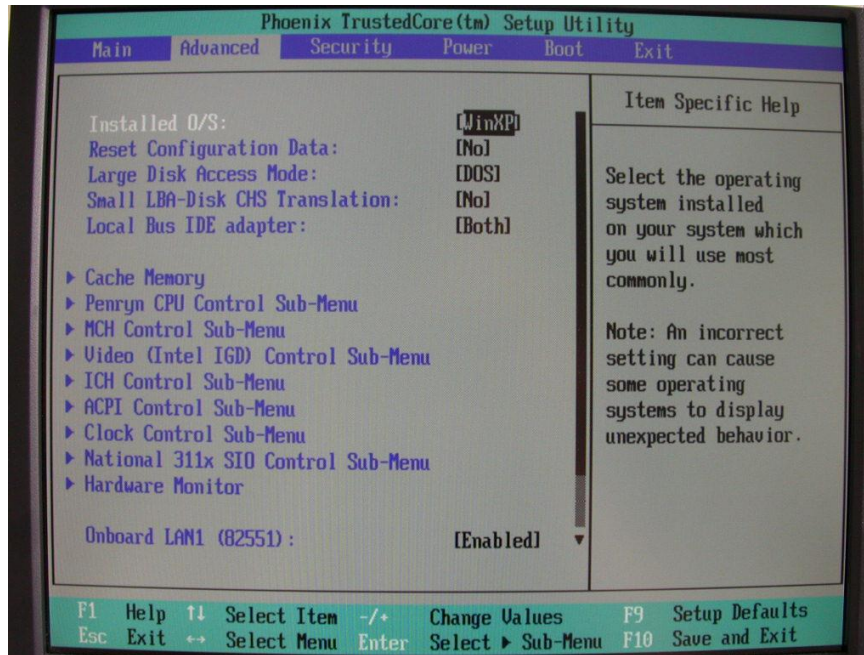 Phoenix TrustedCore(tm) Setup Utility
Main Advanced Security Power Boot Exit
Item Specific Help
Installed O/S: [WinXP]
Reset Configuration Data: [No]
Large Disk Access Mode: [DOS]
Small LBA-Disk CHS Translation: [No]
Local Bus IDE adapter: [Both]
▶ Cache Memory
▶ Penryn CPU Control Sub-Menu
▶ MCH Control Sub-Menu
▶ Video (Intel IGD) Control Sub-Menu
▶ ICH Control Sub-Menu
▶ ACPI Control Sub-Menu
▶ Clock Control Sub-Menu
▶ National 311x SIO Control Sub-Menu
▶ Hardware Monitor
Onboard LAN1 (82551): [Enabled]
Select the operating
system installed
on your system which
you will use most
commonly.
Note: An incorrect
setting can cause
some operating
systems to display
unexpected behavior.
F1 Help ↑↓ Select Item -/+ Change Values F9 Setup Defaults
Esc Exit ↔ Select Menu Enter Select ▶ Sub-Menu F10 Save and Exit